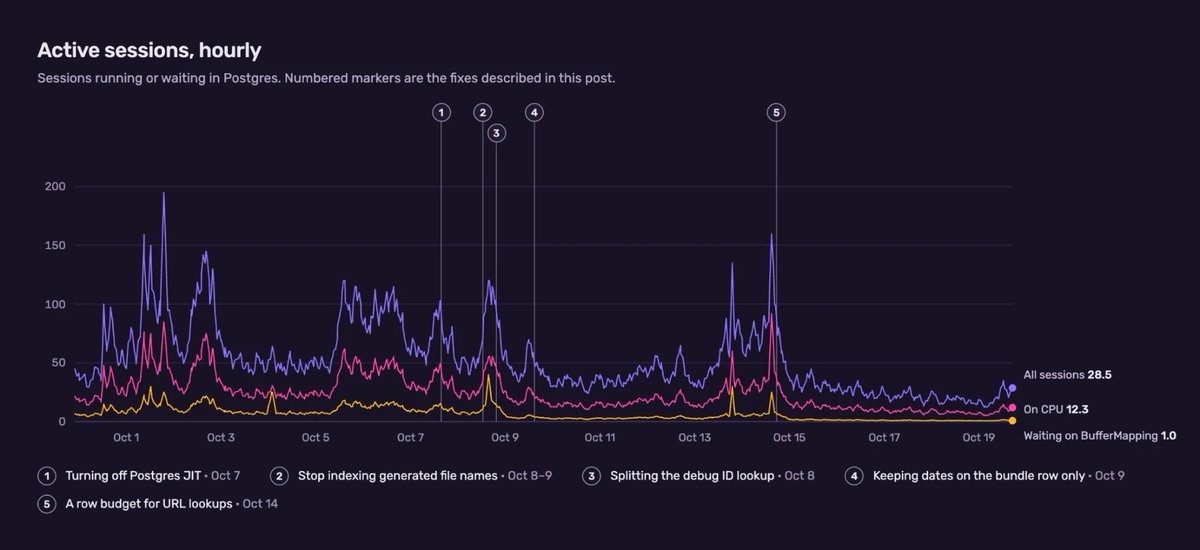 Active sessions, hourly
Sessions running or waiting in Postgres. Numbered markers are the fixes described in this post.
1 2 4 5
3
200
150
100
50
0
All sessions 28.5
On CPU 12.3
Waiting on BufferMapping 1.0
Oct 1 Oct 3 Oct 5 Oct 7 Oct 9 Oct 11 Oct 13 Oct 15 Oct 17 Oct 19
1 Turning off Postgres JIT • Oct 7 2 Stop indexing generated file names • Oct 8–9 3 Splitting the debug ID lookup • Oct 8 4 Keeping dates on the bundle row only • Oct 9
5 A row budget for URL lookups • Oct 14